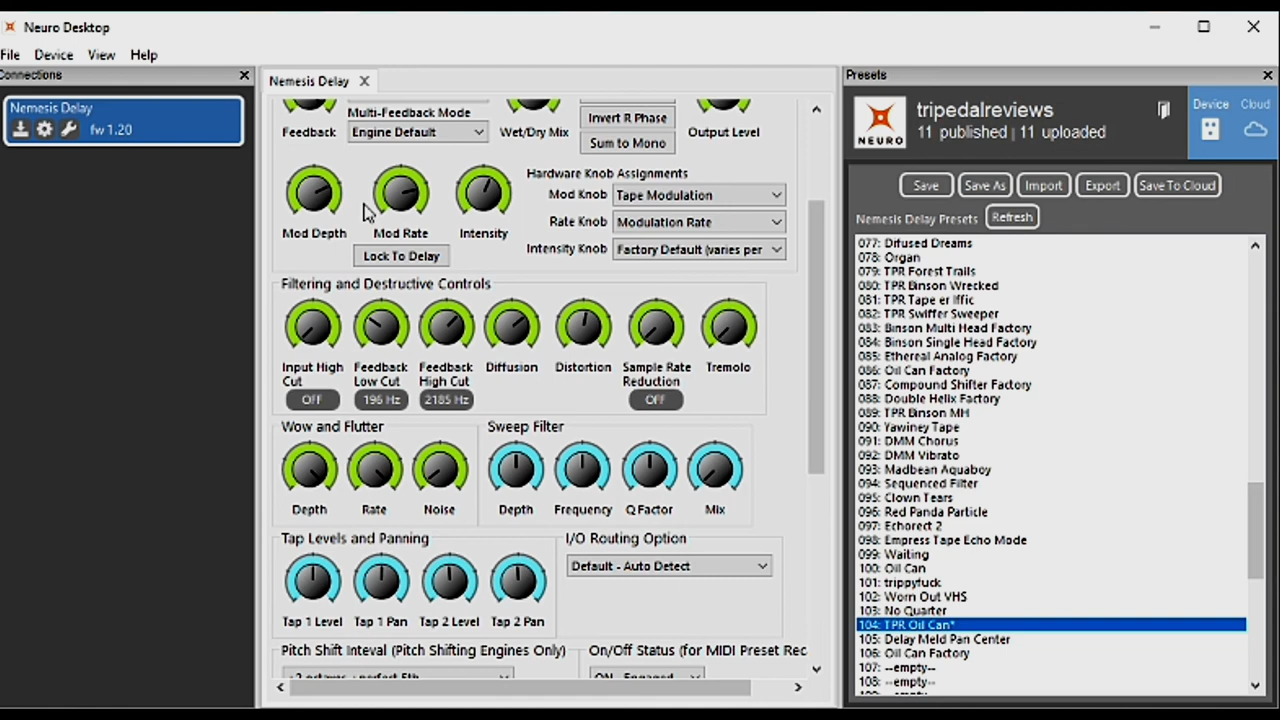 Neuro Desktop
File Device View Help
Connections
Nemesis Delay
fw 1.20
Nemesis Delay
Feedback
Multi-Feedback Mode
Engine Default
Wet/Dry Mix
Invert R Phase
Sum to Mono
Output Level
Mod Depth
Mod Rate
Intensity
Lock To Delay
Hardware Knob Assignments
Mod Knob Tape Modulation
Rate Knob Modulation Rate
Intensity Knob Factory Default (varies per
Filtering and Destructive Controls
Input High Cut
OFF
Feedback Low Cut
196 Hz
Feedback High Cut
2185 Hz
Diffusion
Distortion
Sample Rate Reduction
OFF
Tremolo
Wow and Flutter
Depth Rate Noise
Sweep Filter
Depth Frequency Q Factor Mix
Tap Levels and Panning
Tap 1 Level Tap 1 Pan Tap 2 Level Tap 2 Pan
I/O Routing Option
Default - Auto Detect
Pitch Shift Inteval (Pitch Shifting Engines Only)
On/Off Status (for MIDI Preset Rec
ON - Engaged
Presets
NEURO
tripedalreviews
11 published | 11 uploaded
Device Cloud
Save Save As Import Export Save To Cloud
Nemesis Delay Presets Refresh
077: Difused Dreams
078: Organ
079: TPR Forest Trails
080: TPR Binson Wrecked
081: TPR Tape er Iffic
082: TPR Swiffer Sweeper
083: Binson Multi Head Factory
084: Binson Single Head Factory
085: Ethereal Analog Factory
086: Oil Can Factory
087: Compound Shifter Factory
088: Double Helix Factory
089: TPR Binson MH
090: Yawiney Tape
091: DMM Chorus
092: DMM Vibrato
093: Madbean Aquaboy
094: Sequenced Filter
095: Clown Tears
096: Red Panda Particle
097: Echorect 2
098: Empress Tape Echo Mode
099: Waiting
100: Oil Can
101: trippyfuck
102: Worn Out VHS
103: No Quarter
104: TPR Oil Can*
105: Delay Meld Pan Center
106: Oil Can Factory
107: --empty--
108: --empty--